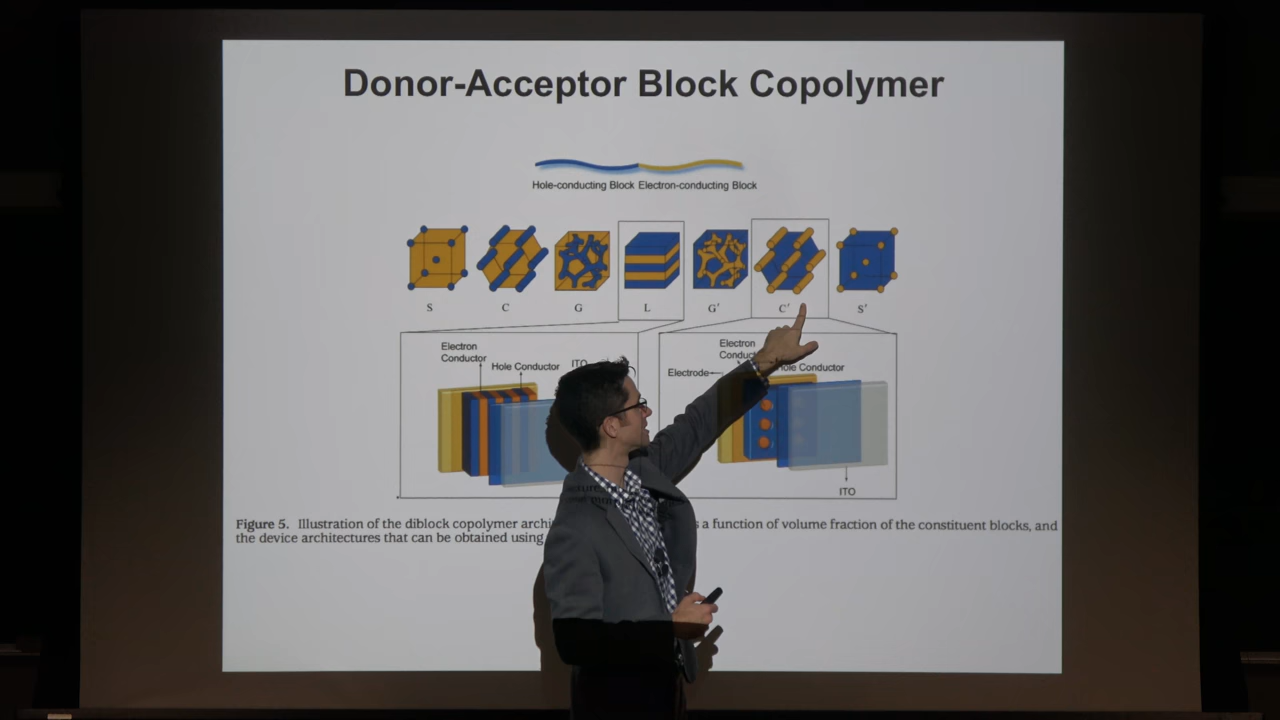 Donor-Acceptor Block Copolymer
Hole-conducting Block Electron-conducting Block
S C G L G′ C′ S′
Electron
Conductor
Hole Conductor
ITO
Electron
Electrode
Hole Conductor
ITO
Figure 5. Illustration of the diblock copolymer s a function of volume fraction of the constituent blocks, and
the device architectures that can be obtained using